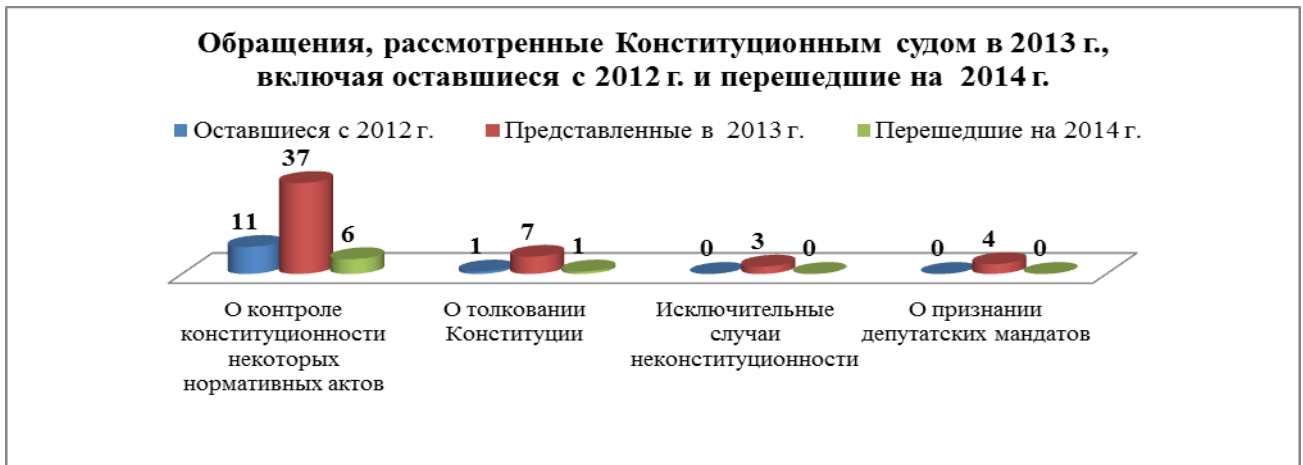 Обращения, рассмотренные Конституционным судом в 2013 г.,
включая оставшиеся с 2012 г. и перешедшие на 2014 г.
Оставшиеся с 2012 г. Представленные в 2013 г. Перешедшие на 2014 г.
11 37 6 1 7 1 0 3 0 0 4 0
О контроле
конституционности
некоторых
нормативных актов
О толковании
Конституции
Исключительные
случаи
неконституционности
О признании
депутатских мандатов